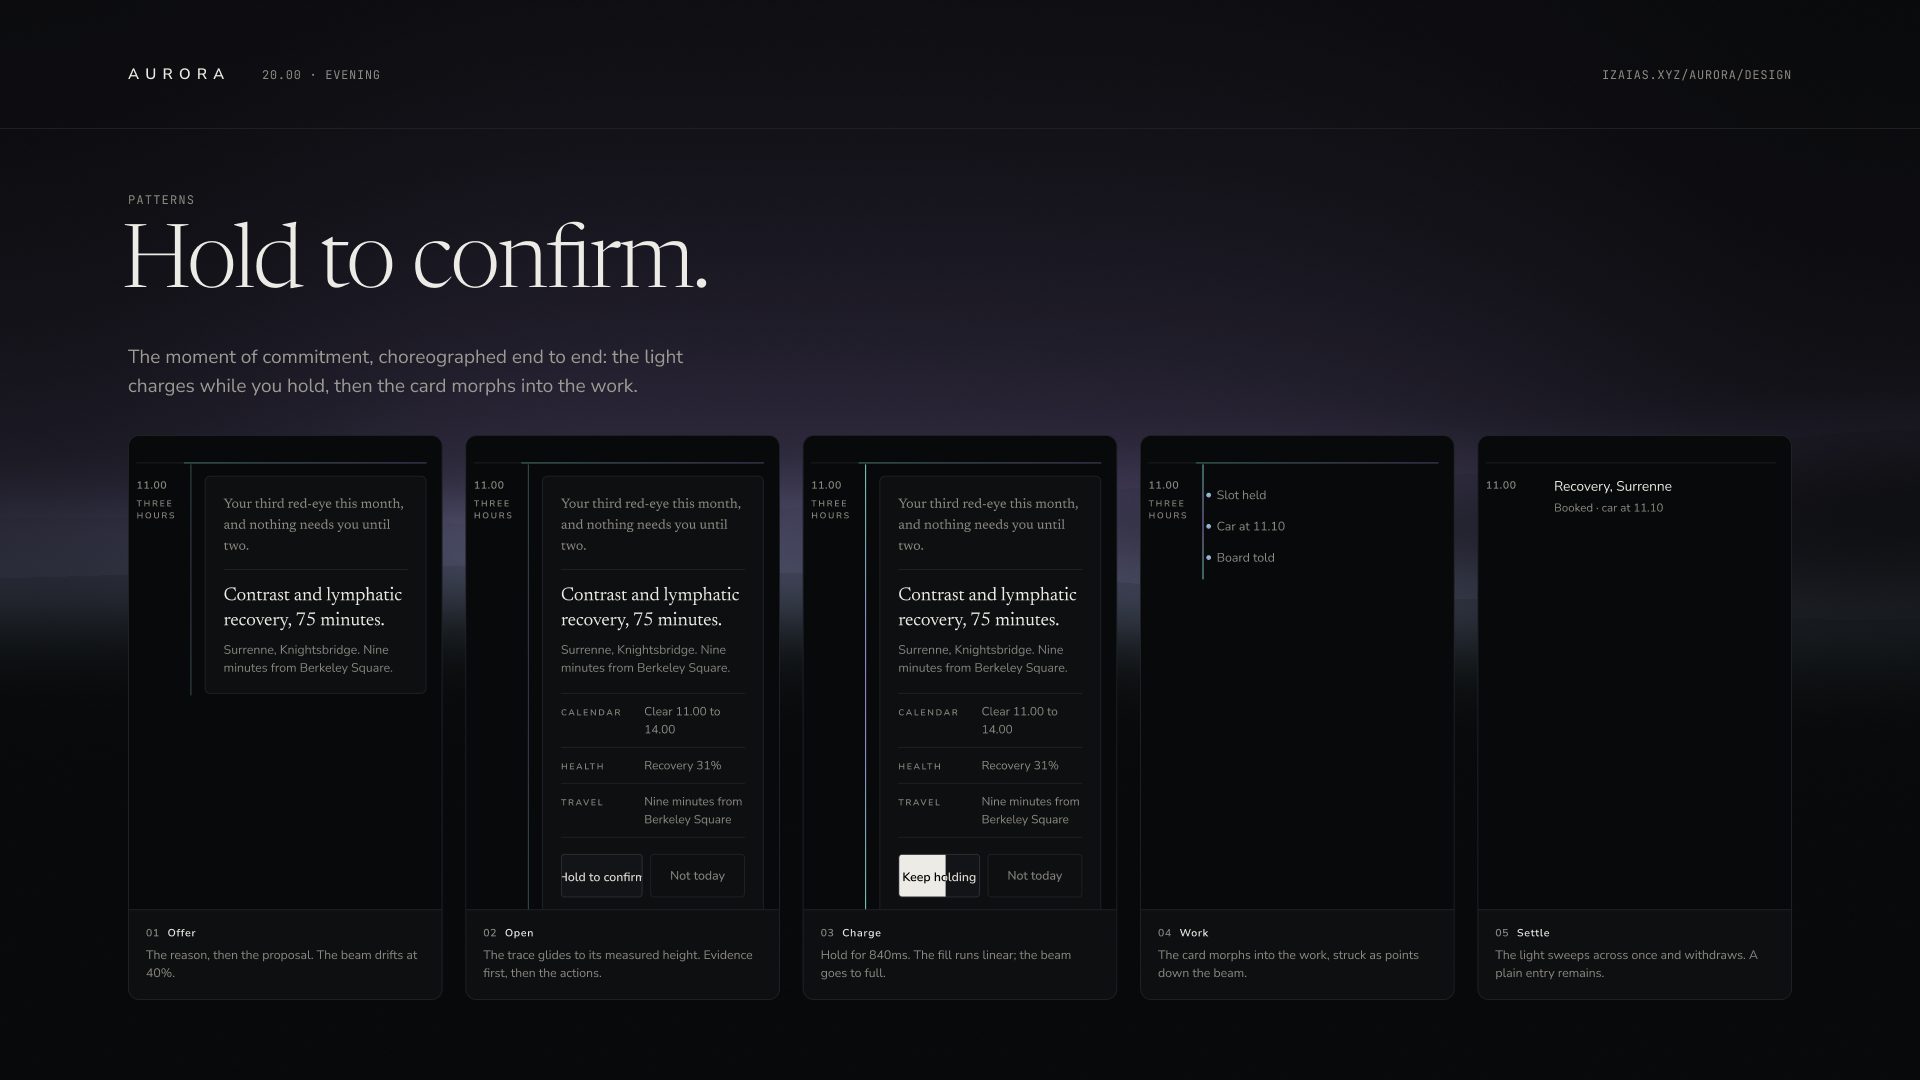 AURORA
20.00 · EVENING
IZAIAS.XYZ/AURORA/DESIGN
PATTERNS
Hold to confirm.
The moment of commitment, choreographed end to end: the light
charges while you hold, then the card morphs into the work.
11.00
THREE
HOURS
Your third red-eye this month,
and nothing needs you until
two.
Contrast and lymphatic
recovery, 75 minutes.
Surrenne, Knightsbridge. Nine
minutes from Berkeley Square.
01 Offer
The reason, then the proposal. The beam drifts at
40%.
11.00
THREE
HOURS
Your third red-eye this month,
and nothing needs you until
two.
Contrast and lymphatic
recovery, 75 minutes.
Surrenne, Knightsbridge. Nine
minutes from Berkeley Square.
CALENDAR
Clear 11.00 to
14.00
HEALTH
Recovery 31%
TRAVEL
Nine minutes from
Berkeley Square
Hold to confirm
Not today
02 Open
The trace glides to its measured height. Evidence
first, then the actions.
11.00
THREE
HOURS
Your third red-eye this month,
and nothing needs you until
two.
Contrast and lymphatic
recovery, 75 minutes.
Surrenne, Knightsbridge. Nine
minutes from Berkeley Square.
CALENDAR
Clear 11.00 to
14.00
HEALTH
Recovery 31%
TRAVEL
Nine minutes from
Berkeley Square
Keep holding
Not today
03 Charge
Hold for 840ms. The fill runs linear; the beam
goes to full.
11.00
THREE
HOURS
Slot held
Car at 11.10
Board told
04 Work
The card morphs into the work, struck as points
down the beam.
11.00
Recovery, Surrenne
Booked · car at 11.10
05 Settle
The light sweeps across once and withdraws. A
plain entry remains.